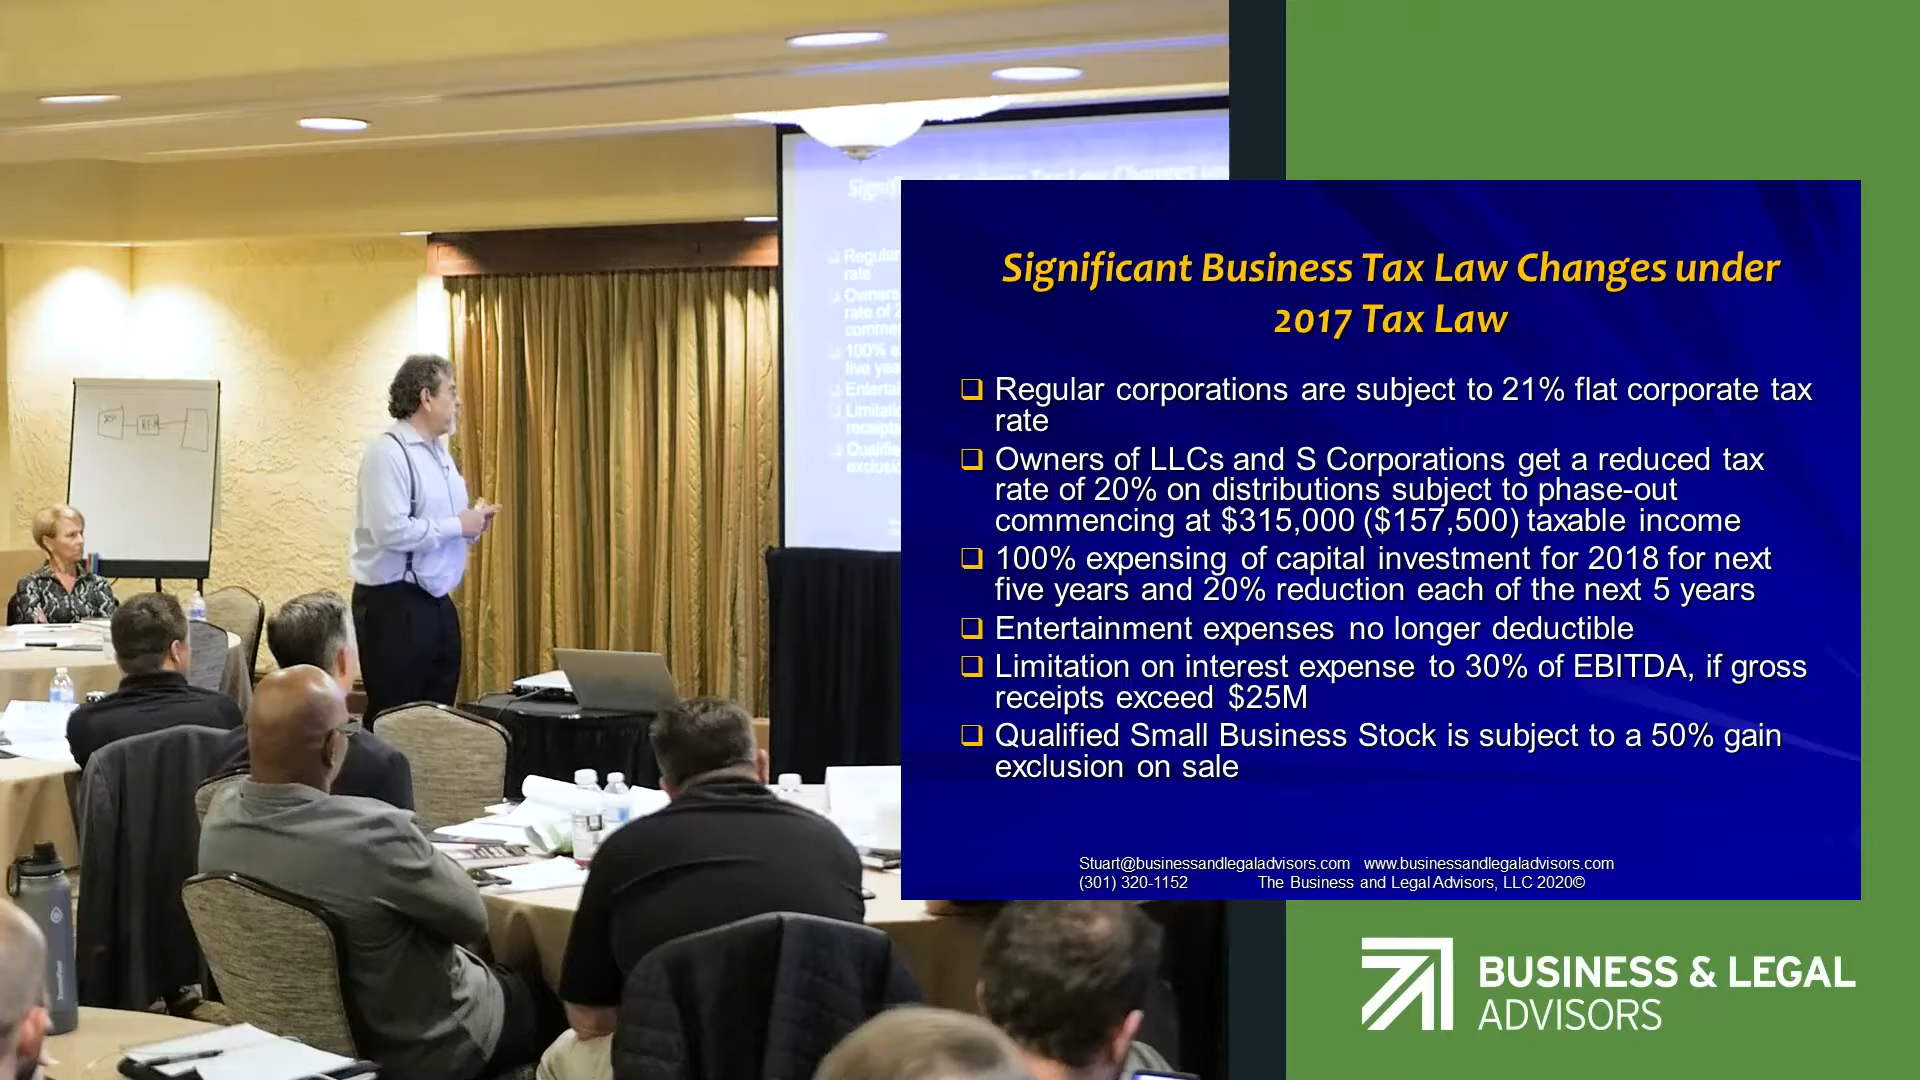 Significant Business Tax Law Changes under
2017 Tax Law
Regular corporations are subject to 21% flat corporate tax
rate
Owners of LLCs and S Corporations get a reduced tax
rate of 20% on distributions subject to phase-out
commencing at $315,000 ($157,500) taxable income
100% expensing of capital investment for 2018 for next
five years and 20% reduction each of the next 5 years
Entertainment expenses no longer deductible
Limitation on interest expense to 30% of EBITDA, if gross
receipts exceed $25M
Qualified Small Business Stock is subject to a 50% gain
exclusion on sale
Stuart@businessandlegaladvisors.com www.businessandlegaladvisors.com
(301) 320-1152 The Business and Legal Advisors, LLC 2020©
BUSINESS & LEGAL
ADVISORS